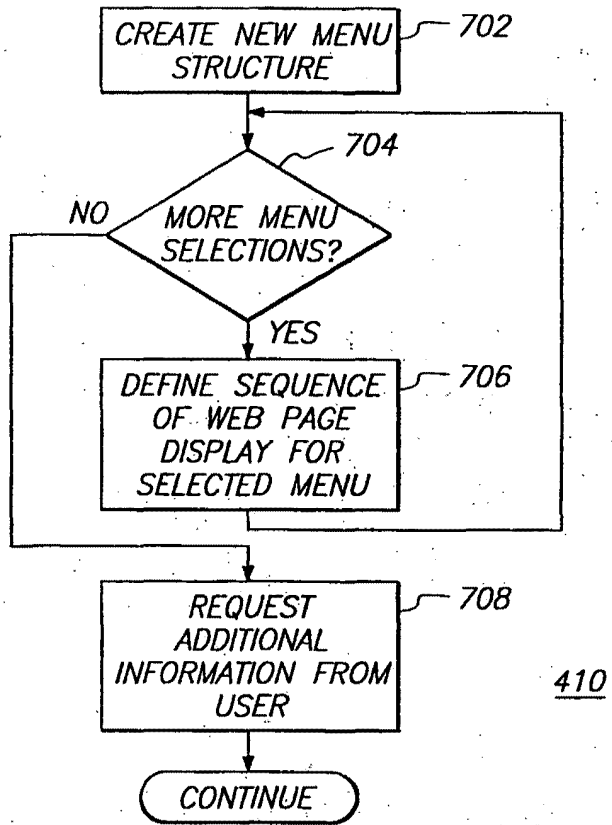 CREATE NEW MENU
STRUCTURE
702
704
NO
MORE MENU
SELECTIONS?
YES
DEFINE SEQUENCE
OF WEB PAGE
DISPLAY FOR
SELECTED MENU
706
REQUEST
ADDITIONAL
INFORMATION FROM
USER
708
410
CONTINUE